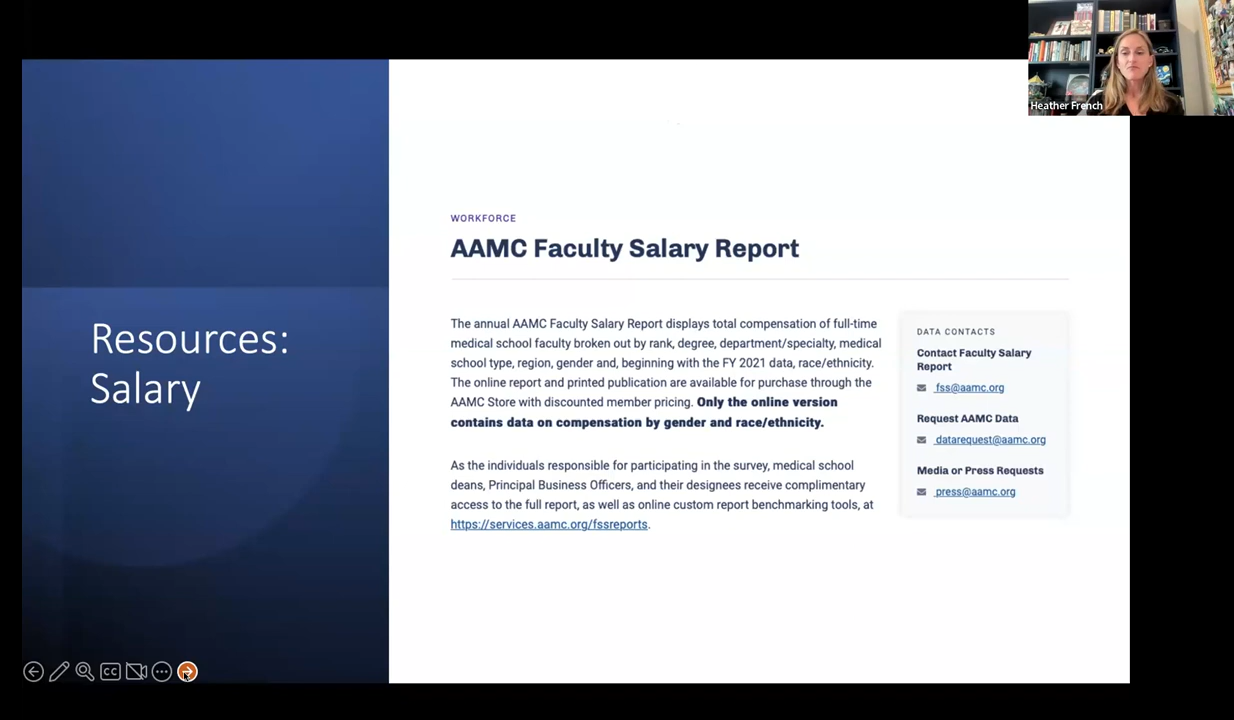 Heather French
Resources:
Salary
WORKFORCE
AAMC Faculty Salary Report
The annual AAMC Faculty Salary Report displays total compensation of full-time
medical school faculty broken out by rank, degree, department/specialty, medical
school type, region, gender and, beginning with the FY 2021 data, race/ethnicity.
The online report and printed publication are available for purchase through the
AAMC Store with discounted member pricing. Only the online version
contains data on compensation by gender and race/ethnicity.
As the individuals responsible for participating in the survey, medical school
deans, Principal Business Officers, and their designees receive complimentary
access to the full report, as well as online custom report benchmarking tools, at
https://services.aamc.org/fssreports.
DATA CONTACTS
Contact Faculty Salary
Report
fss@aamc.org
Request AAMC Data
datarequest@aamc.org
Media or Press Requests
press@aamc.org
CC